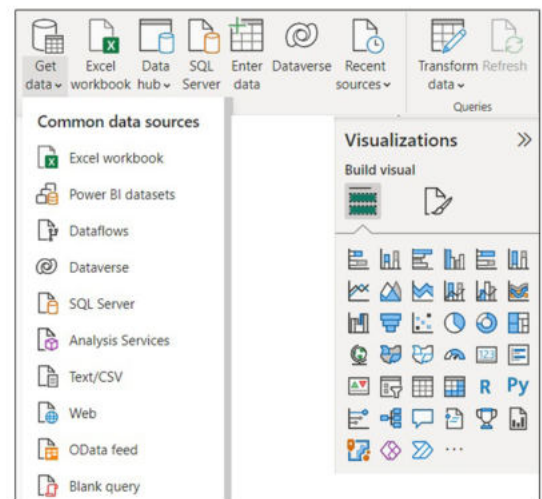 Get Excel Data SQL Enter Dataverse Recent Transform Refresh
data workbook hub Server data sources data
Queries
Common data sources
Excel workbook
Power BI datasets
Dataflows
Dataverse
SQL Server
Analysis Services
Text/CSV
Web
OData feed
Blank query
Visualizations
Build visual
123
R Py